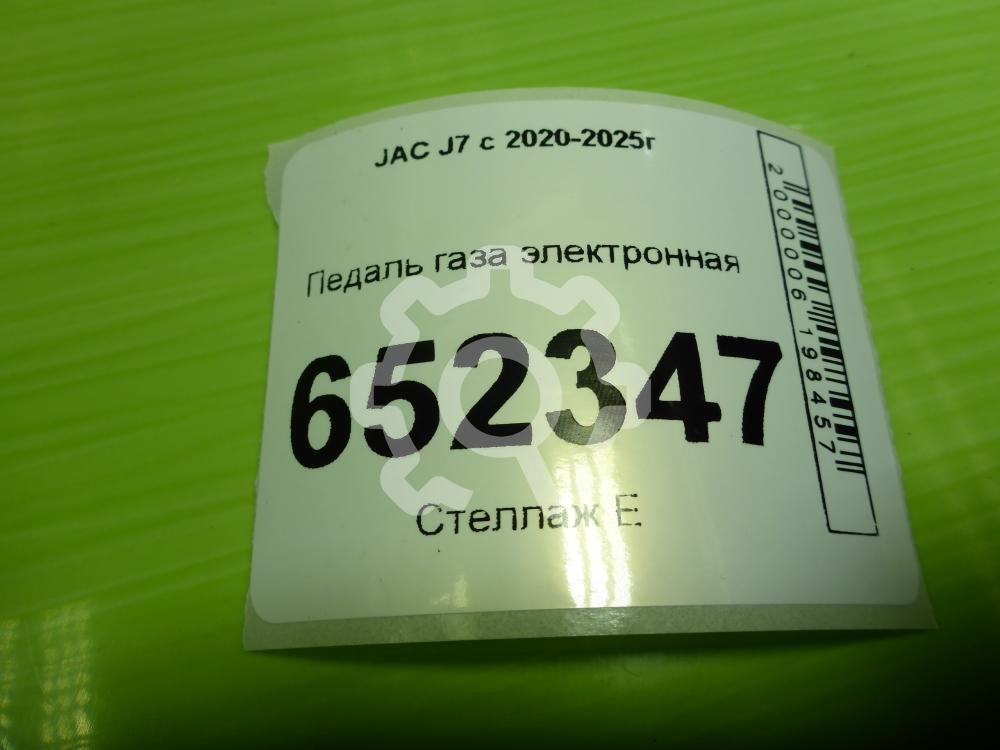 JAC J7 с 2020-2025г
Педаль газа электронная
652347
Стеллаж Е
2000006198457